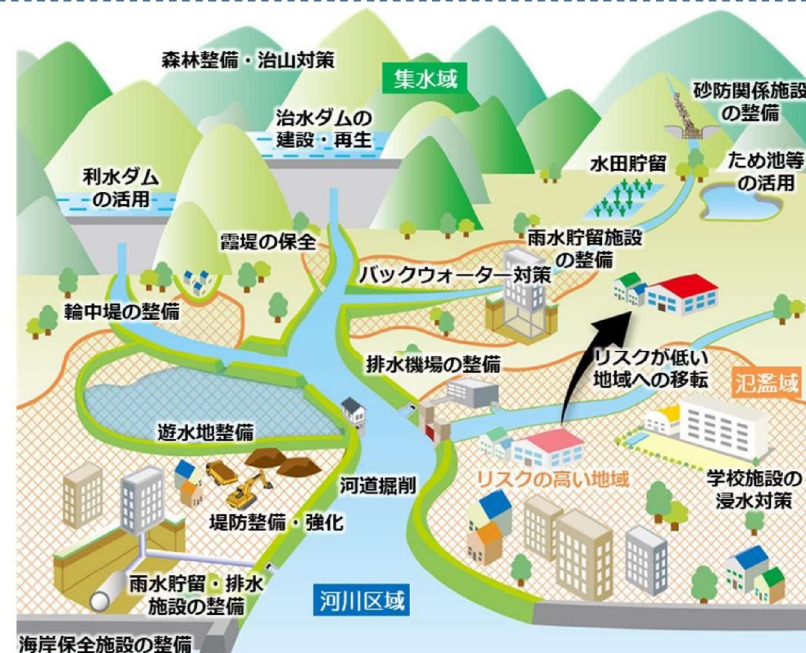 森林整備・治山対策
集水域
砂防関係施設
の整備
治水ダムの
建設・再生
水田貯留
ため池等
の活用
利水ダム
の活用
霞堤の保全
雨水貯留施設
の整備
バックウォーター対策
輪中堤の整備
排水機場の整備
リスクが低い
地域への移転
氾濫域
遊水地整備
河道掘削
リスクの高い地域
学校施設の
浸水対策
堤防整備・強化
雨水貯留・排水
施設の整備
河川区域
海岸保全施設の整備